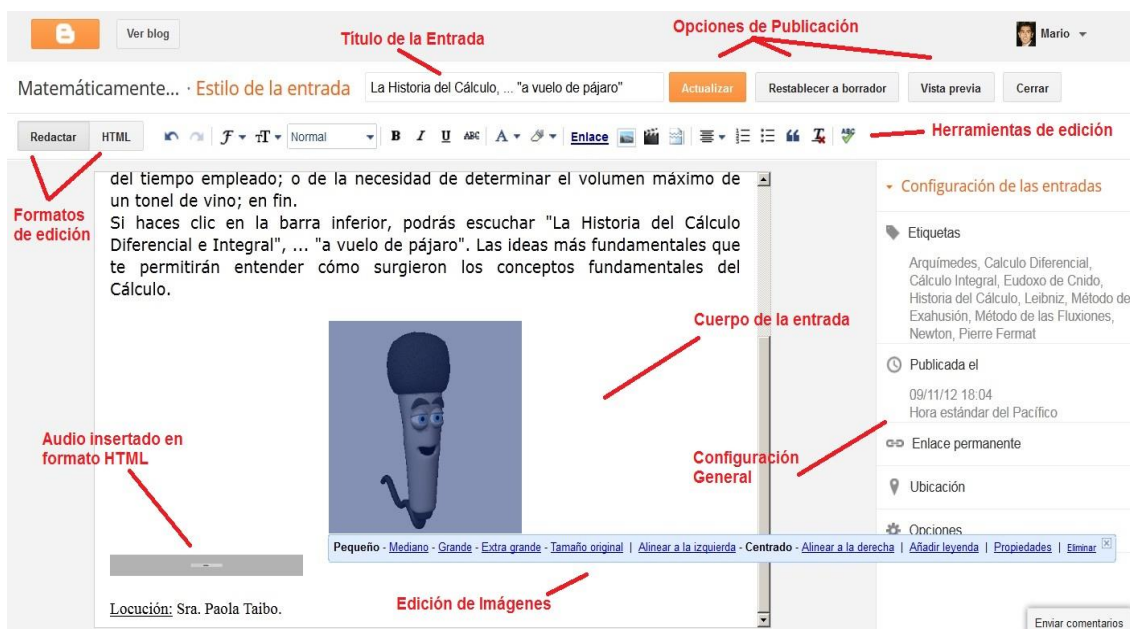 Ver blog
Título de la Entrada
Opciones de Publicación
Mario
Matemáticamente... · Estilo de la entrada
La Historia del Cálculo, ... "a vuelo de pájaro"
Actualizar
Restablecer a borrador
Vista previa
Cerrar
Redactar
HTML
Normal
B I U ABC A
Enlace
ABC
Herramientas de edición
Formatos
de edición
del tiempo empleado; o de la necesidad de determinar el volumen máximo de
un tonel de vino; en fin.
Si haces clic en la barra inferior, podrás escuchar "La Historia del Cálculo
Diferencial e Integral", ... "a vuelo de pájaro". Las ideas más fundamentales que
te permitirán entender cómo surgieron los conceptos fundamentales del
Cálculo.
Cuerpo de la entrada
Audio insertado en
formato HTML
Configuración
General
Pequeño - Mediano - Grande - Extra grande - Tamaño original | Alinear a la izquierda - Centrado - Alinear a la derecha | Añadir leyenda | Propiedades | Eliminar
Edición de Imágenes
Locución: Sra. Paola Taibo.
Configuración de las entradas
Etiquetas
Arquímedes, Calculo Diferencial,
Cálculo Integral, Eudoxo de Cnido,
Historia del Cálculo, Leibniz, Método de
Exahusión, Método de las Fluxiones,
Newton, Pierre Fermat
Publicada el
09/11/12 18:04
Hora estándar del Pacífico
Enlace permanente
Ubicación
Opciones
Enviar comentarios